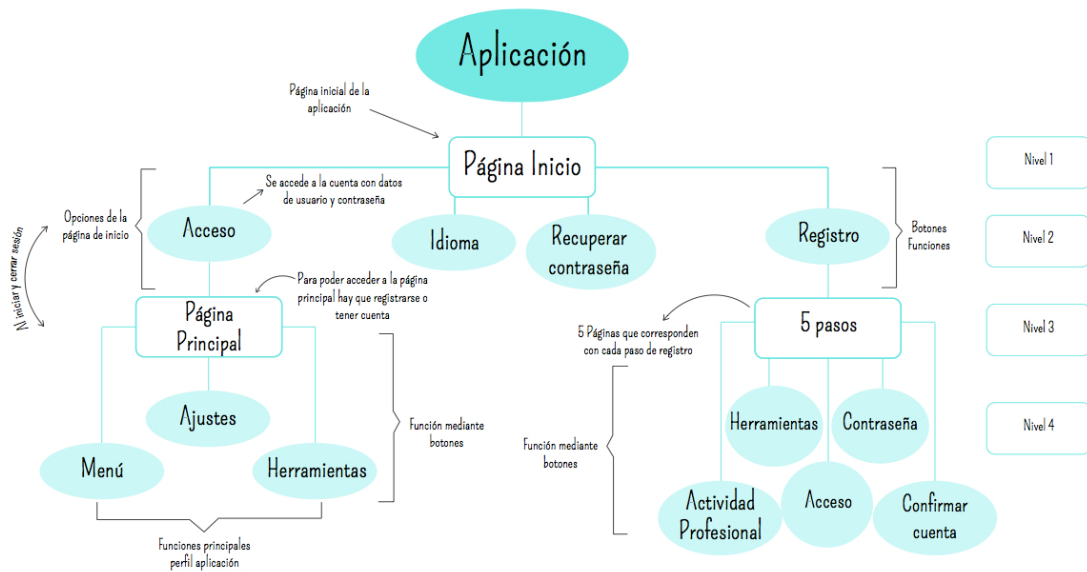 Aplicación
Página inicial de la
aplicación
Página Inicio
Nivel 1
Se accede a la cuenta con datos
de usuario y contraseña
Opciones de la
página de inicio
Acceso
Idioma
Recuperar
contraseña
Registro
Botones
Funciones
Nivel 2
Al iniciar y cerrar sesión
Para poder acceder a la página
principal hay que registrarse o
tener cuenta
Página
Principal
5 Páginas que corresponden
con cada paso de registro
5 pasos
Nivel 3
Ajustes
Menú
Herramientas
Función mediante
botones
Función mediante
botones
Herramientas
Contraseña
Nivel 4
Actividad
Profesional
Acceso
Confirmar
cuenta
Funciones principales
perfil aplicación